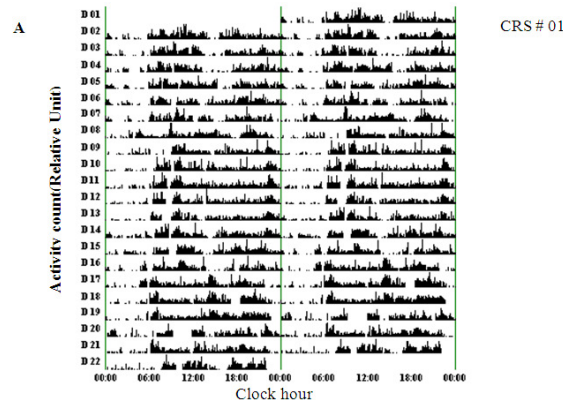 A
CRS # 01
Activity count(Relative Unit)
D 01
D 02
D 03
D 04
D 05
D 06
D 07
D 08
D 09
D 10
D 11
D 12
D 13
D 14
D 15
D 16
D 17
D 18
D 19
D 20
D 21
D 22
00:00 06:00 12:00 18:00 00:00 06:00 12:00 18:00 00:00
Clock hour